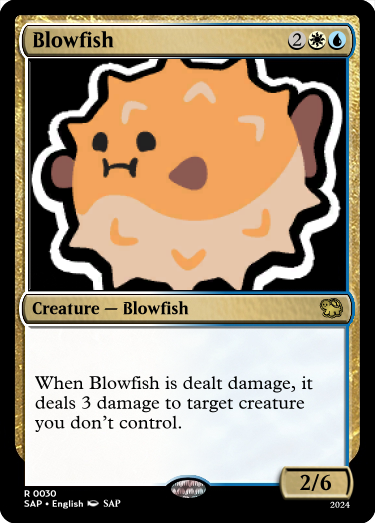 Blowfish 2
Creature — Blowfish
When Blowfish is dealt damage, it
deals 3 damage to target creature
you don't control.
2/6
R 0030
SAP • English SAP
2024